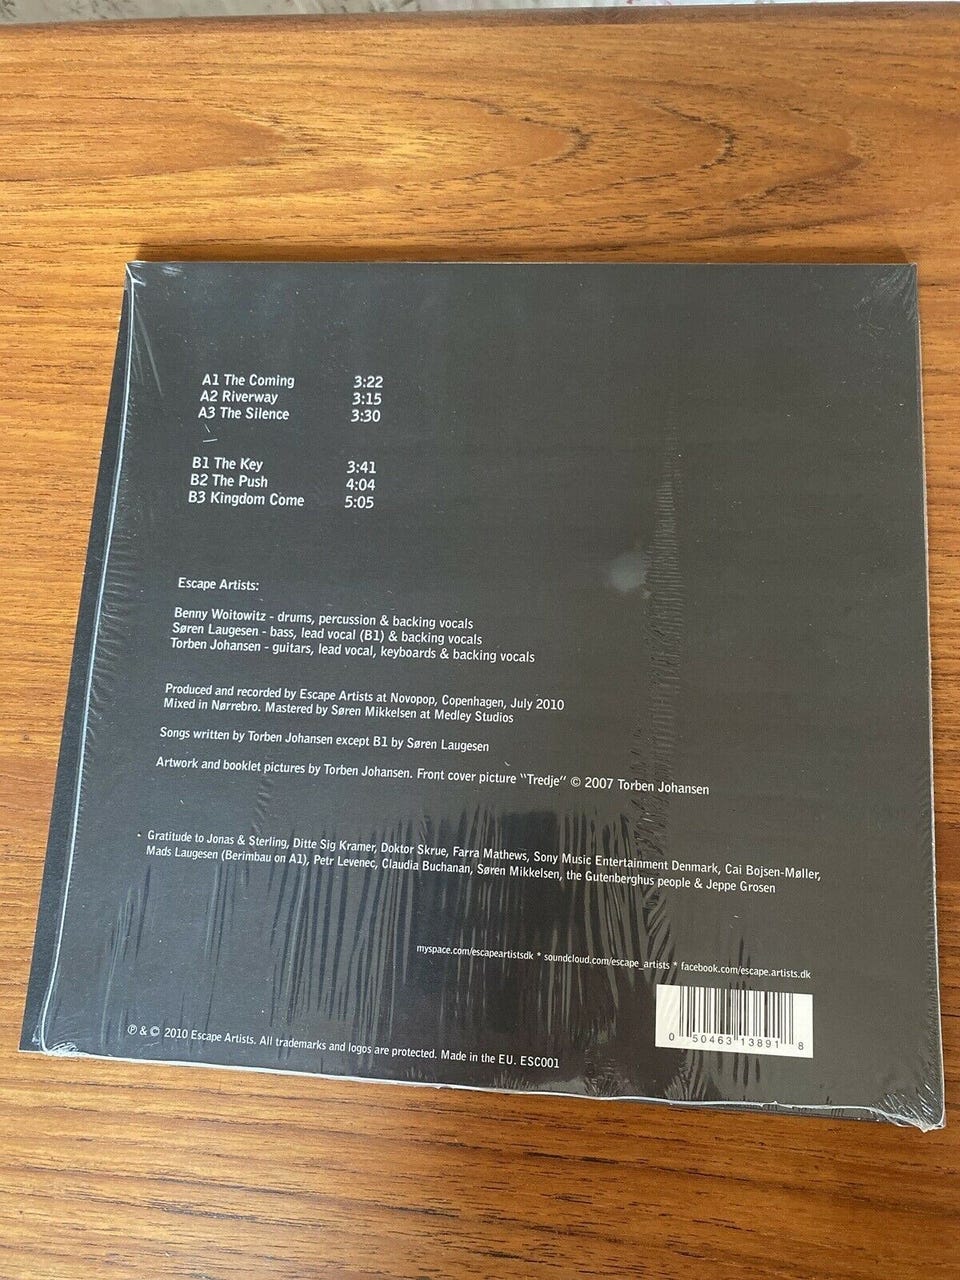 A1 The Coming 3:22
A2 Riverway 3:15
A3 The Silence 3:30
B1 The Key 3:41
B2 The Push 4:04
B3 Kingdom Come 5:05
Escape Artists:
Benny Woitowitz - drums, percussion & backing vocals
Søren Laugesen - bass, lead vocal (B1) & backing vocals
Torben Johansen - guitars, lead vocal, keyboards & backing vocals
Produced and recorded by Escape Artists at Novopop, Copenhagen, July 2010
Mixed in Nørrebro. Mastered by Søren Mikkelsen at Medley Studios
Songs written by Torben Johansen except B1 by Søren Laugesen
Artwork and booklet pictures by Torben Johansen. Front cover picture "Tredje" © 2007 Torben Johansen
Gratitude to Jonas & Sterling, Ditte Sig Kramer, Doktor Skrue, Farra Mathews, Sony Music Entertainment Denmark, Cai Bojsen-Møller,
Mads Laugesen (Berimbau on A1), Petr Levenec, Claudia Buchanan, Søren Mikkelsen, the Gutenberghus people & Jeppe Grosen
myspace.com/escapeartistsdk * soundcloud.com/escape_artists * facebook.com/escape.artists.dk
℗ & © 2010 Escape Artists. All trademarks and logos are protected. Made in the EU. ESC001
0 50463 13891 8